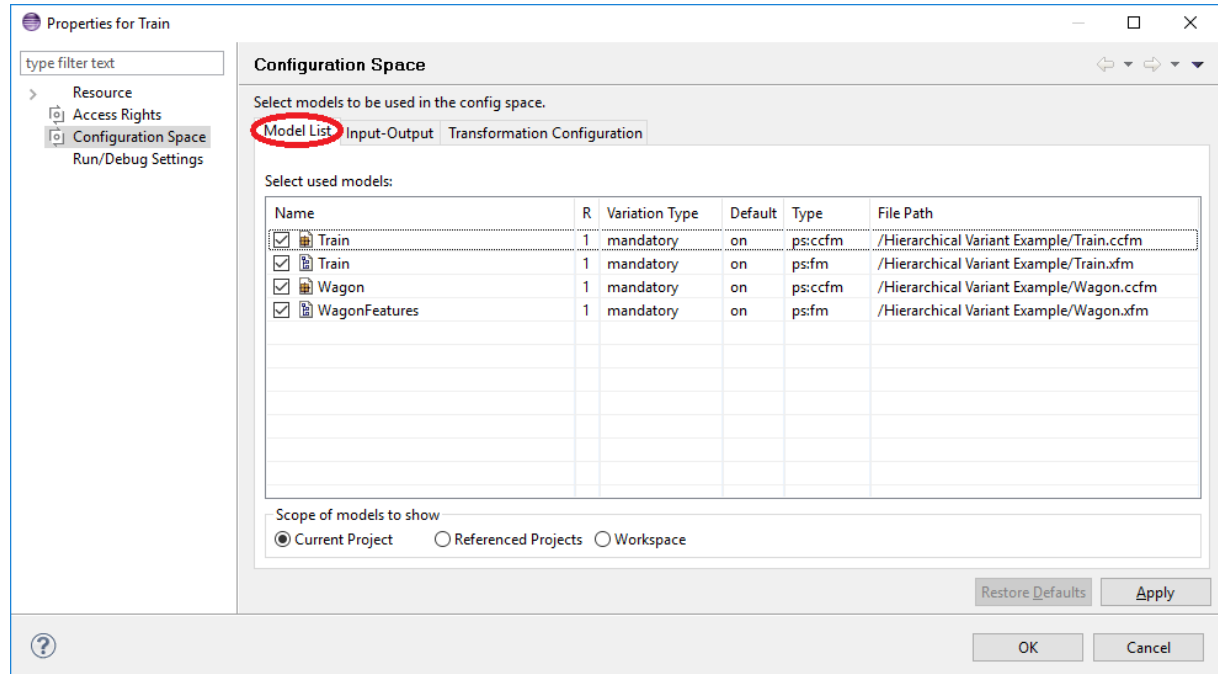 Properties for Train
type filter text
Resource
Access Rights
Configuration Space
Run/Debug Settings
Configuration Space
Select models to be used in the config space.
Model List Input-Output Transformation Configuration
Select used models:
Name R Variation Type Default Type File Path
Train 1 mandatory on ps:ccfm /Hierarchical Variant Example/Train.ccfm
Train 1 mandatory on ps:fm /Hierarchical Variant Example/Train.xfm
Wagon 1 mandatory on ps:ccfm /Hierarchical Variant Example/Wagon.ccfm
WagonFeatures 1 mandatory on ps:fm /Hierarchical Variant Example/Wagon.xfm
Scope of models to show
Current Project Referenced Projects Workspace
Restore Defaults Apply
? OK Cancel